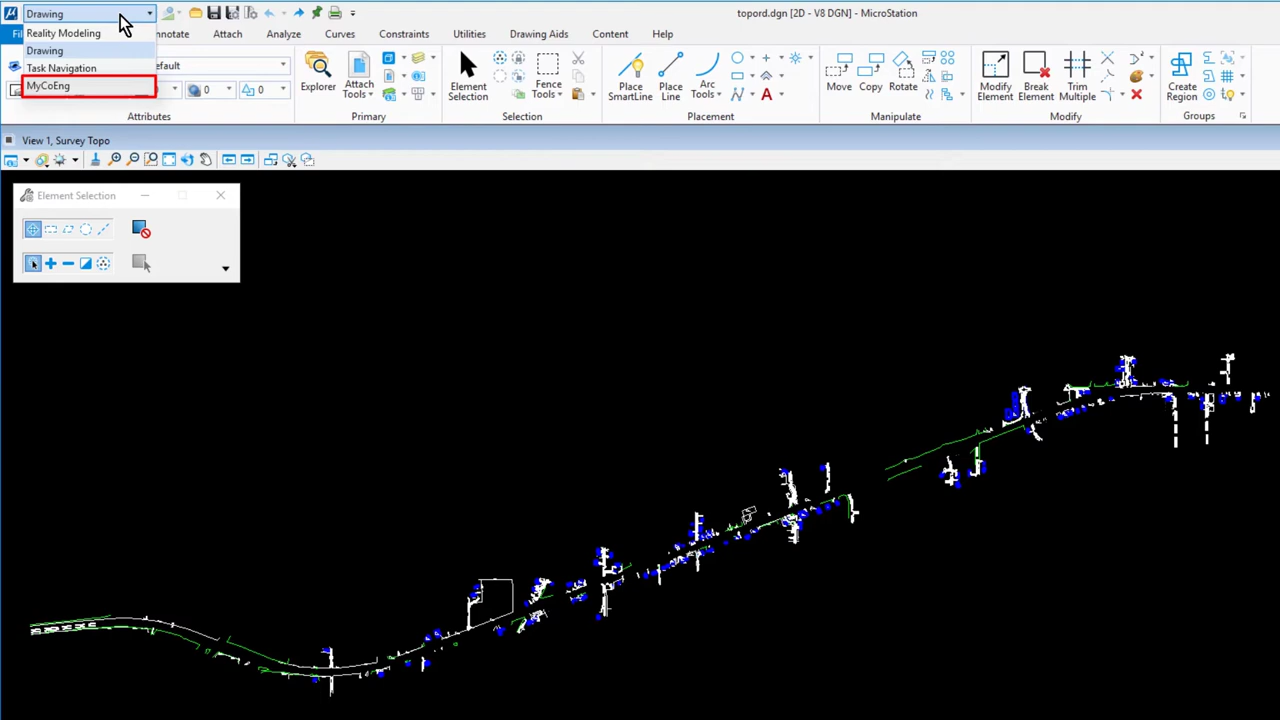 Drawing
topord.dgn [2D - V8 DGN] - MicroStation
Reality Modeling
Drawing
Task Navigation
MyCoEng
Attach
Analyze
Curves
Constraints
Utilities
Drawing Aids
Content
Help
0
0
Explorer
Attach Tools
Element Selection
Fence Tools
Place SmartLine
Place Line
Arc Tools
Move
Copy
Rotate
Modify Element
Break Element
Trim Multiple
Create Region
Attributes
Primary
Selection
Placement
Manipulate
Modify
Groups
View 1, Survey Topo
Element Selection